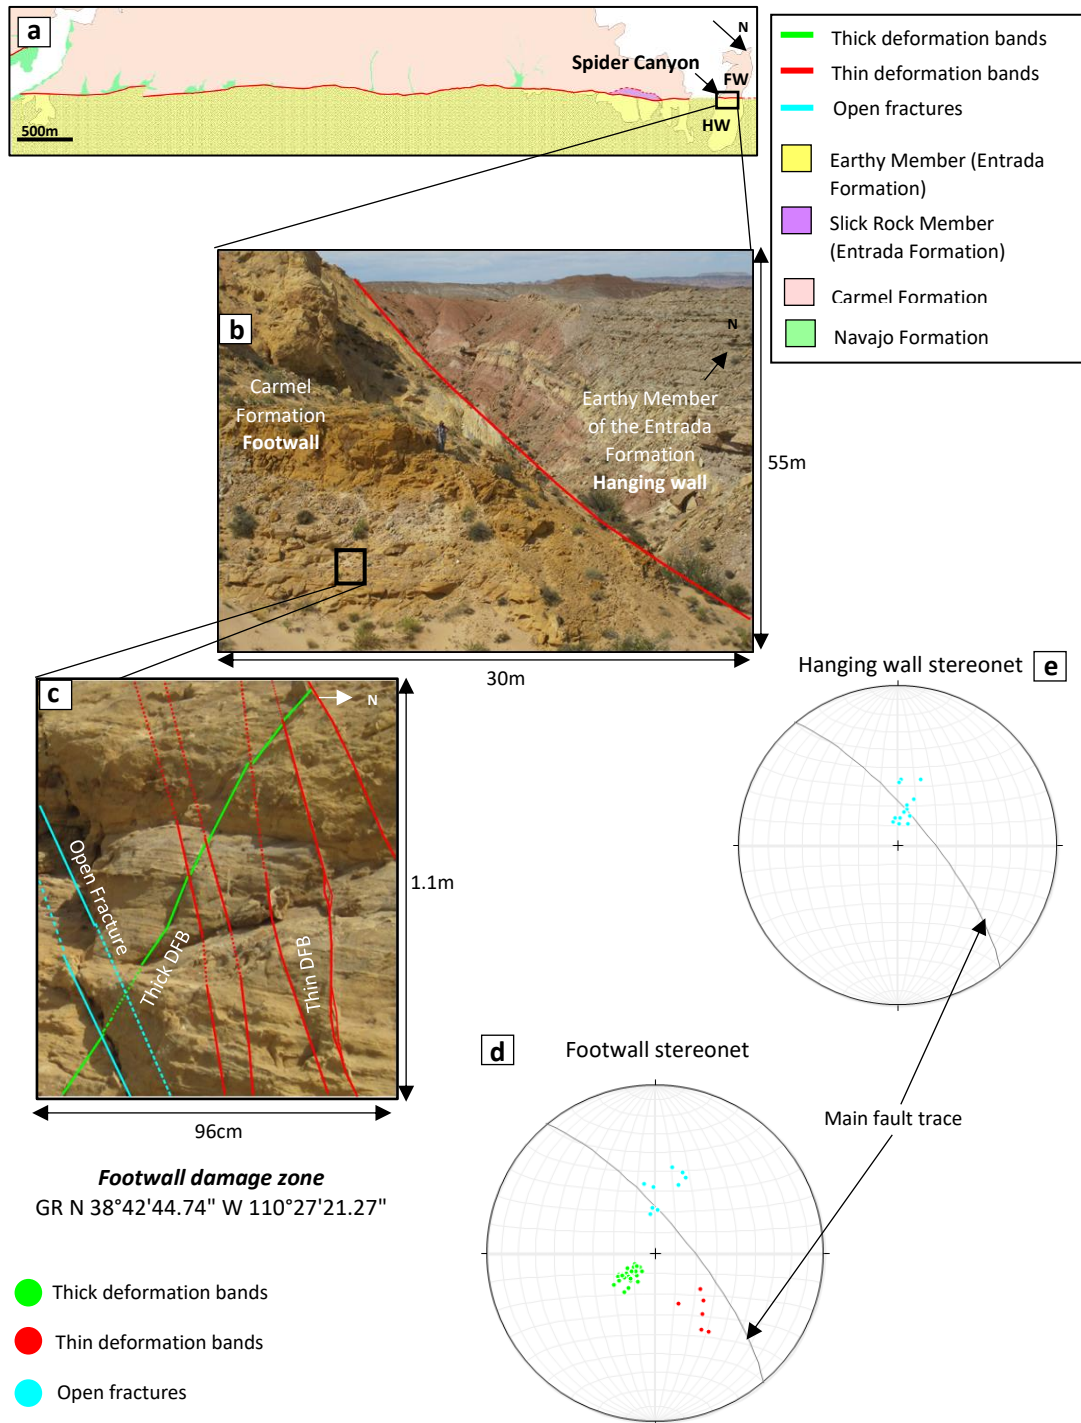 a
N
Spider Canyon
FW
HW
500m
Thick deformation bands
Thin deformation bands
Open fractures
Earthy Member (Entrada
Formation)
Slick Rock Member
(Entrada Formation)
Carmel Formation
Navajo Formation
b
N
Carmel
Formation
Footwall
Earthy Member
of the Entrada
Formation
Hanging wall
55m
30m
c
N
Open Fracture
Thick DFB
Thin DFB
1.1m
96cm
Footwall damage zone
GR N 38°42'44.74" W 110°27'21.27"
Hanging wall stereonet
e
d
Footwall stereonet
Main fault trace
Thick deformation bands
Thin deformation bands
Open fractures